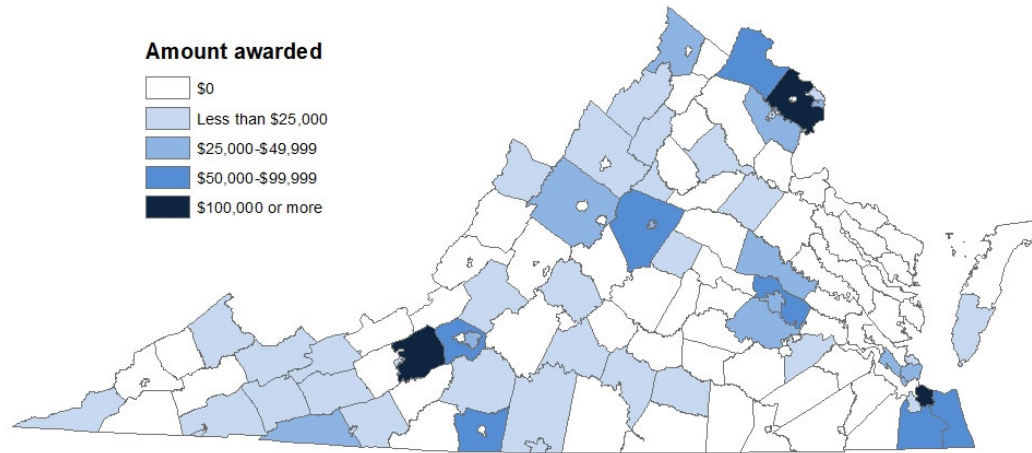 Amount awarded
$0
Less than $25,000
$25,000-$49,999
$50,000-$99,999
$100,000 or more